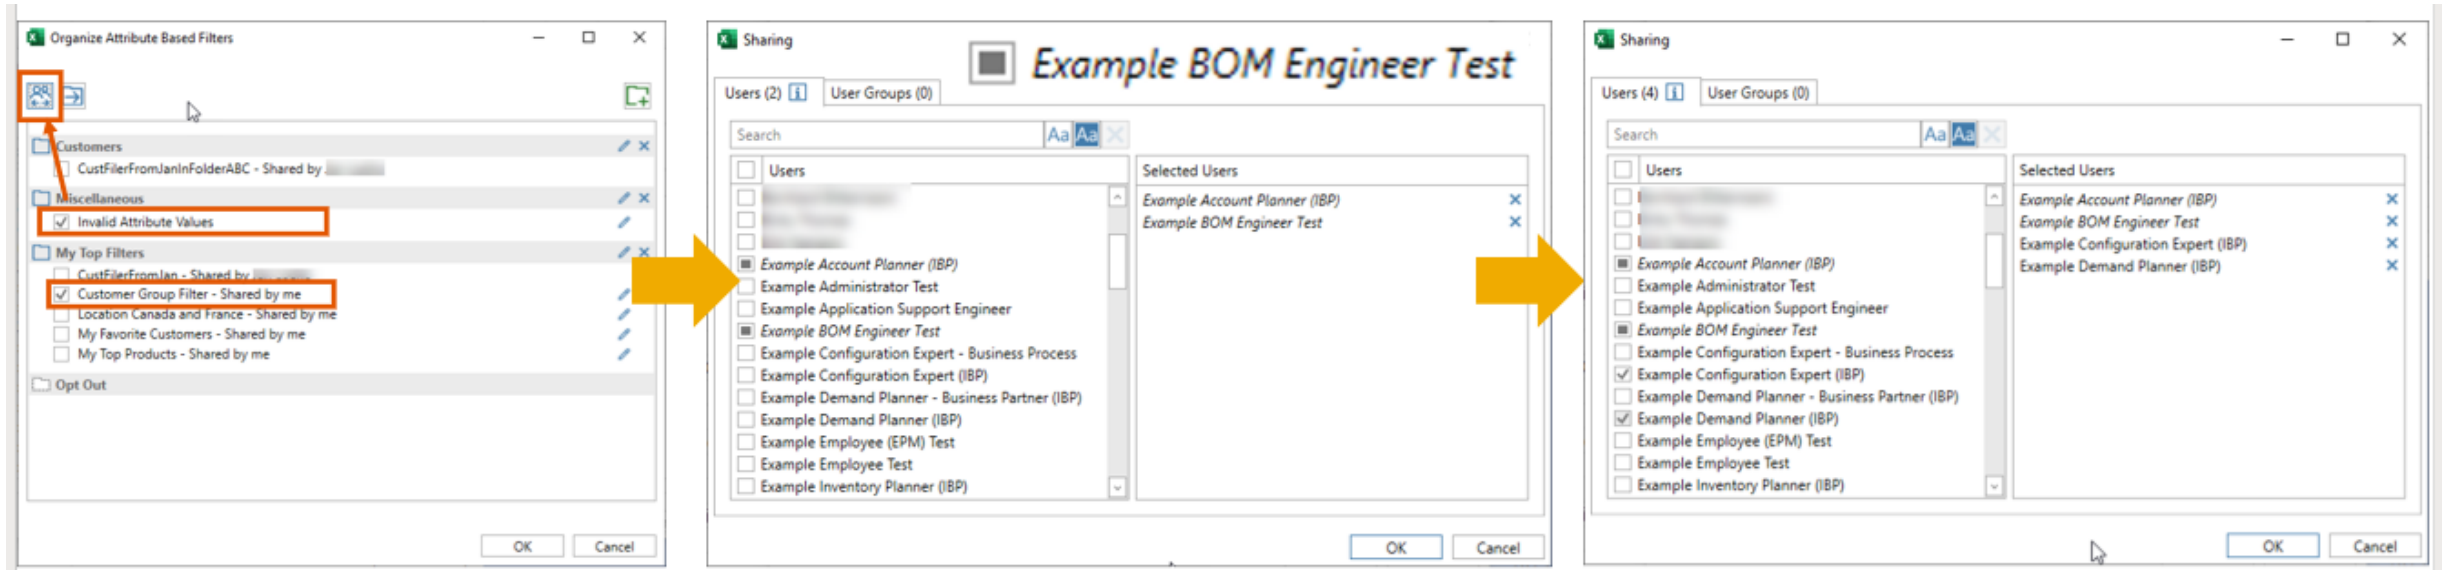 Organize Attribute Based Filters
Customers
CustFilerFromJanInFolderABC - Shared by
Miscellaneous
Invalid Attribute Values
My Top Filters
CustFilerFromJan - Shared by
Customer Group Filter - Shared by me
Location Canada and France - Shared by me
My Favorite Customers - Shared by me
My Top Products - Shared by me
Opt Out
OK Cancel
Sharing
Example BOM Engineer Test
Users (2) i User Groups (0)
Search Aa Aa
Users Selected Users
Example Account Planner (IBP)
Example BOM Engineer Test
Example Account Planner (IBP)
Example Administrator Test
Example Application Support Engineer
Example BOM Engineer Test
Example Configuration Expert - Business Process
Example Configuration Expert (IBP)
Example Demand Planner - Business Partner (IBP)
Example Demand Planner (IBP)
Example Employee (EPM) Test
Example Employee Test
Example Inventory Planner (IBP)
OK Cancel
Sharing
Users (4) i User Groups (0)
Search Aa Aa
Users Selected Users
Example Account Planner (IBP)
Example BOM Engineer Test
Example Configuration Expert (IBP)
Example Demand Planner (IBP)
Example Account Planner (IBP)
Example Administrator Test
Example Application Support Engineer
Example BOM Engineer Test
Example Configuration Expert - Business Process
Example Configuration Expert (IBP)
Example Demand Planner - Business Partner (IBP)
Example Demand Planner (IBP)
Example Employee (EPM) Test
Example Employee Test
Example Inventory Planner (IBP)
OK Cancel